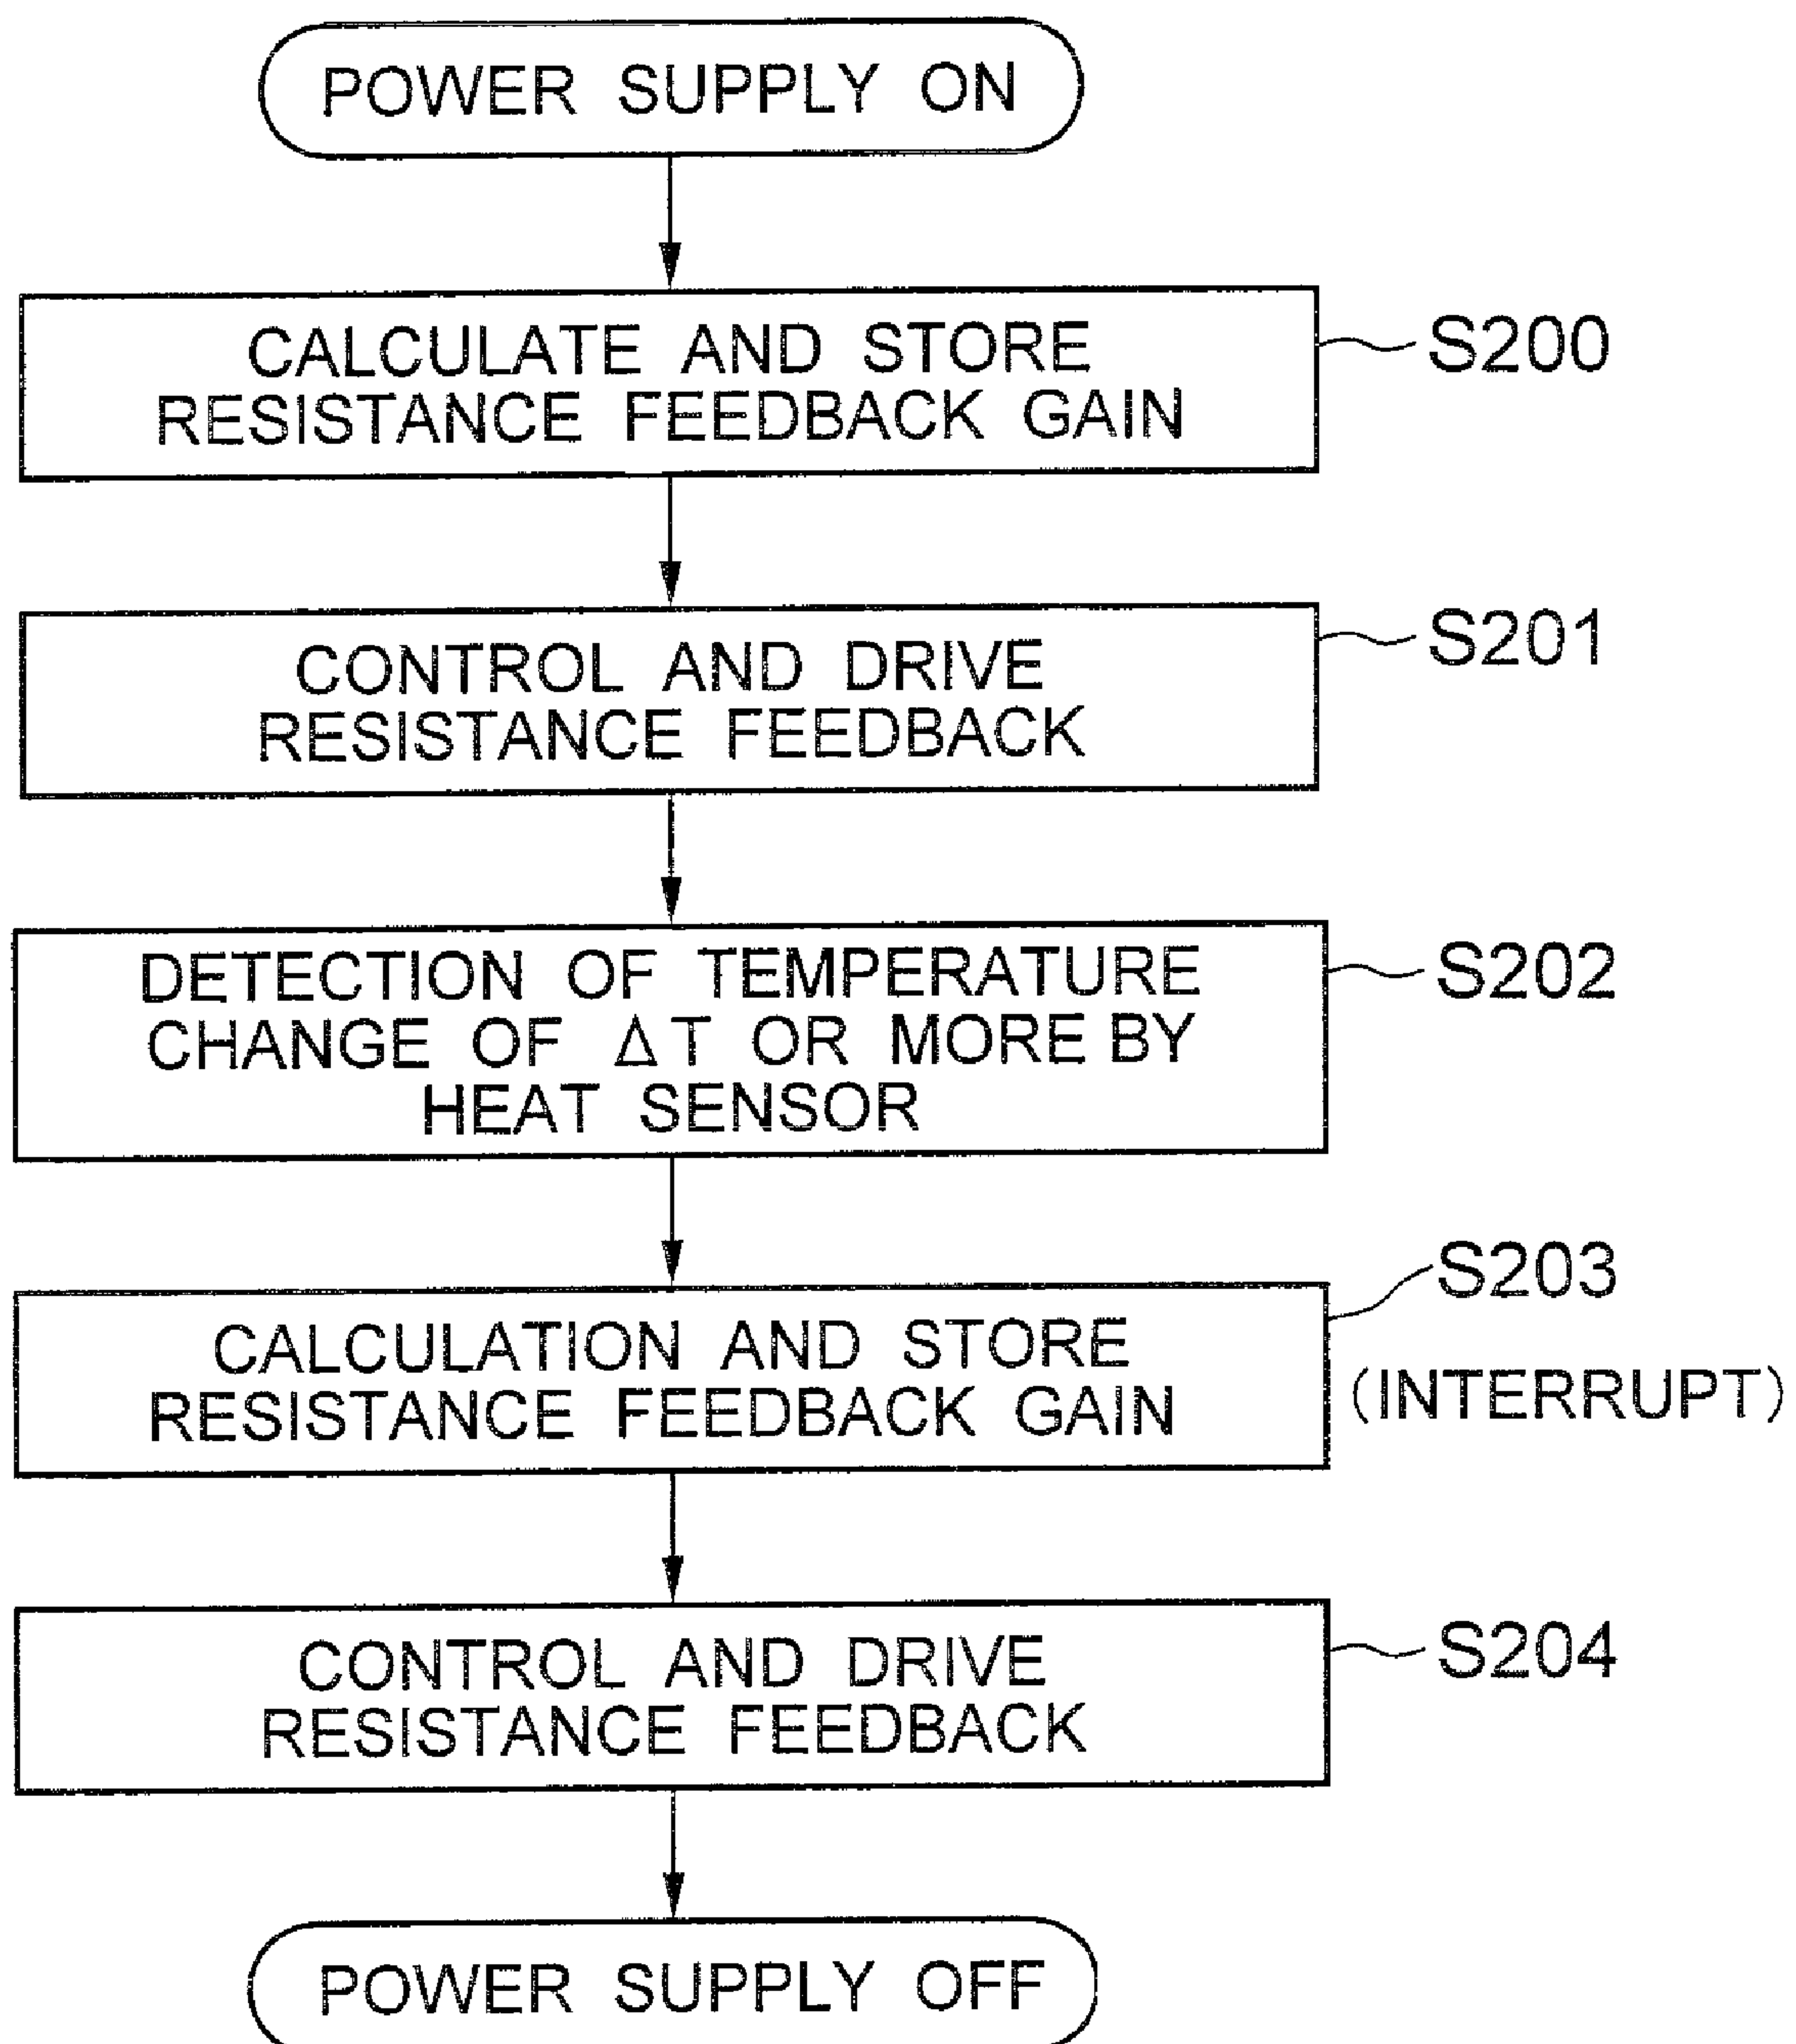 POWER SUPPLY ON
CALCULATE AND STORE
RESISTANCE FEEDBACK GAIN
S200
CONTROL AND DRIVE
RESISTANCE FEEDBACK
S201
DETECTION OF TEMPERATURE
CHANGE OF ΔT OR MORE BY
HEAT SENSOR
S202
CALCULATION AND STORE
RESISTANCE FEEDBACK GAIN
S203
(INTERRUPT)
CONTROL AND DRIVE
RESISTANCE FEEDBACK
S204
POWER SUPPLY OFF